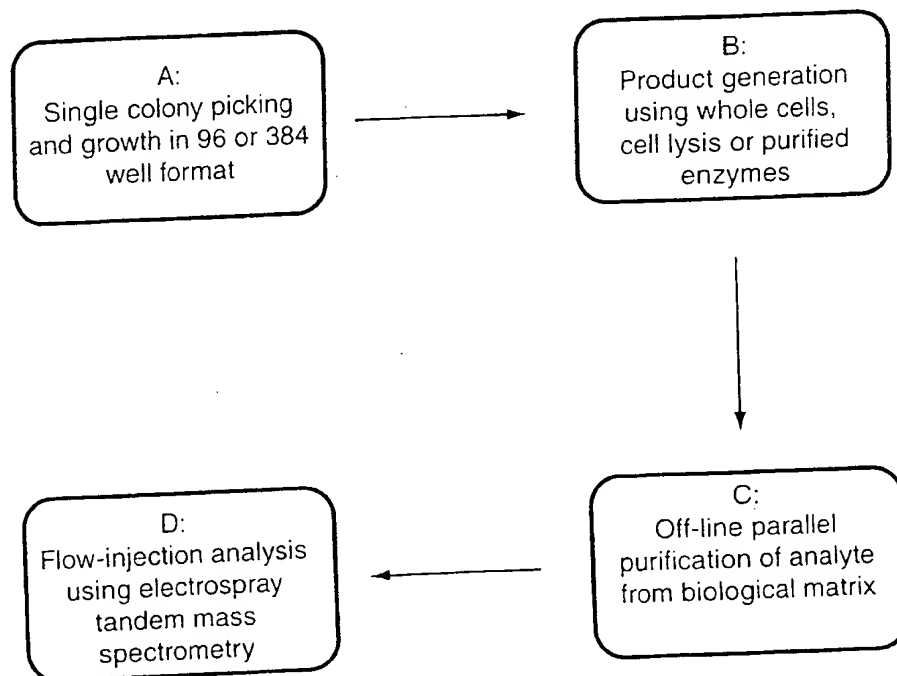 A:
Single colony picking
and growth in 96 or 384
well format
B:
Product generation
using whole cells,
cell lysis or purified
enzymes
C:
Off-line parallel
purification of analyte
from biological matrix
D:
Flow-injection analysis
using electrospray
tandem mass
spectrometry